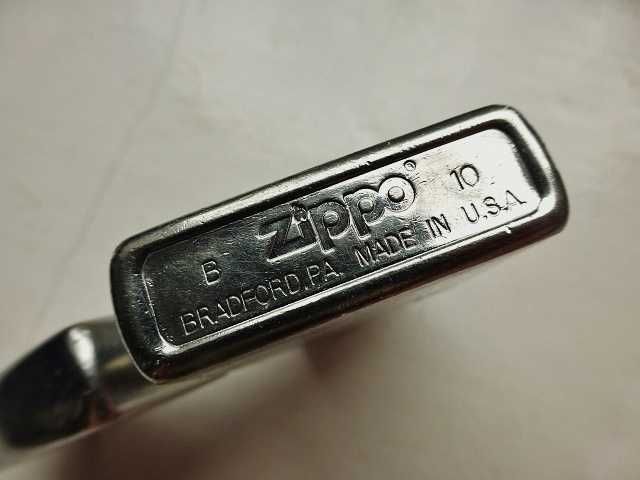 B Zippo® 10
BRADFORD, PA. MADE IN U.S.A.